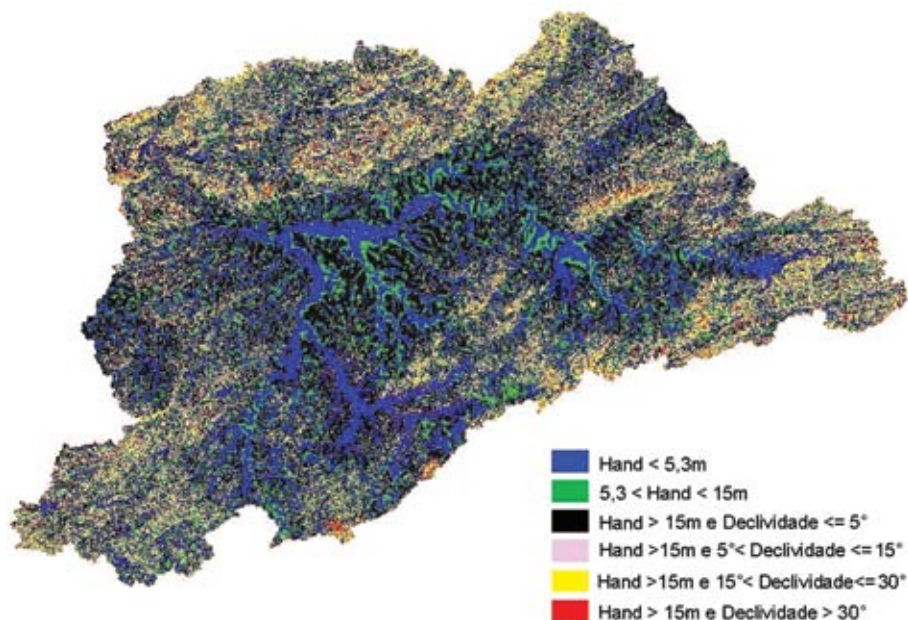 Hand < 5,3m
5,3 < Hand < 15m
Hand > 15m e Declividade <= 5°
Hand >15m e 5°< Declividade <= 15°
Hand >15m e 15°< Declividade<= 30°
Hand > 15m e Declividade > 30°